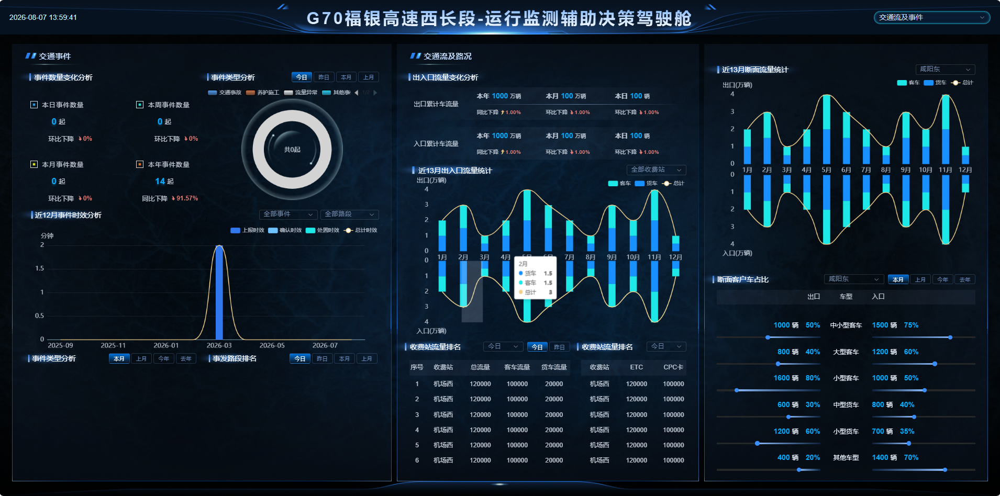 2026-08-07 13:59:41
G70福银高速西长段-运行监测辅助决策驾驶舱
交通流及事件
交通事件
事件数量变化分析
本日事件数量
0 起
环比下降 0%
本周事件数量
0 起
环比下降 0%
本月事件数量
0 起
环比下降 0%
本年事件数量
14 起
同比下降 91.57%
事件类型分析
今日 昨日 本月 上月
交通事故 养护施工 流量异常 其他事 1/2
共0起
近12月事件时效分析
全部事件 全部路段
上报时效 确认时效 处置时效 总计时效
分钟
2
1.5
1
0.5
0
2025-09 2025-11 2026-01 2026-03 2026-05 2026-07
事件类型分析
本月 上月 今年 去年
事发路段排名
今日 昨日 本月 上月
交通流及路况
出入口流量变化分析
出口累计车流量
本年 1000 万辆 本月 100 万辆 本日 100 辆
同比下降 1.00% 环比下降 1.00% 环比下降 1.00%
入口累计车流量
本年 1000 万辆 本月 100 万辆 本日 100 辆
同比下降 1.00% 环比下降 1.00% 环比下降 1.00%
近13月出入口流量统计
全部收费站
出口(万辆)
客车 货车 总计
4
3
2
1
0
1月 2月 3月 4月 5月 6月 7月 8月 9月 10月 11月 12月
0
1
2
3
4
入口(万辆)
2月
货车 1.5
客车 1.5
总计 3
收费站流量排名
今日
今日 昨日
序号 收费站 总流量 客车流量 货车流量
1 机场西 120000 100000 20000
2 机场西 120000 100000 20000
3 机场西 120000 100000 20000
4 机场西 120000 100000 20000
5 机场西 120000 100000 20000
6 机场西 120000 100000 20000
收费站流量排名
今日
收费站 ETC CPC卡
机场西 120000 100000
机场西 120000 100000
机场西 120000 100000
机场西 120000 100000
机场西 120000 100000
机场西 120000 100000
近13月断面流量统计
咸阳东
出口(万辆)
客车 货车 总计
4
3
2
1
0
1月 2月 3月 4月 5月 6月 7月 8月 9月 10月 11月 12月
0
1
2
3
4
入口(万辆)
断面客户车占比
咸阳东
本月 上月 今年 去年
出口 车型 入口
1000 辆 50% 中小型客车 1500 辆 75%
800 辆 40% 大型客车 1200 辆 60%
1600 辆 80% 小型客车 1000 辆 50%
600 辆 30% 中型货车 800 辆 40%
1200 辆 60% 小型货车 700 辆 35%
400 辆 20% 其他车型 1400 辆 70%